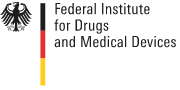 Federal Institute
for Drugs
and Medical Devices